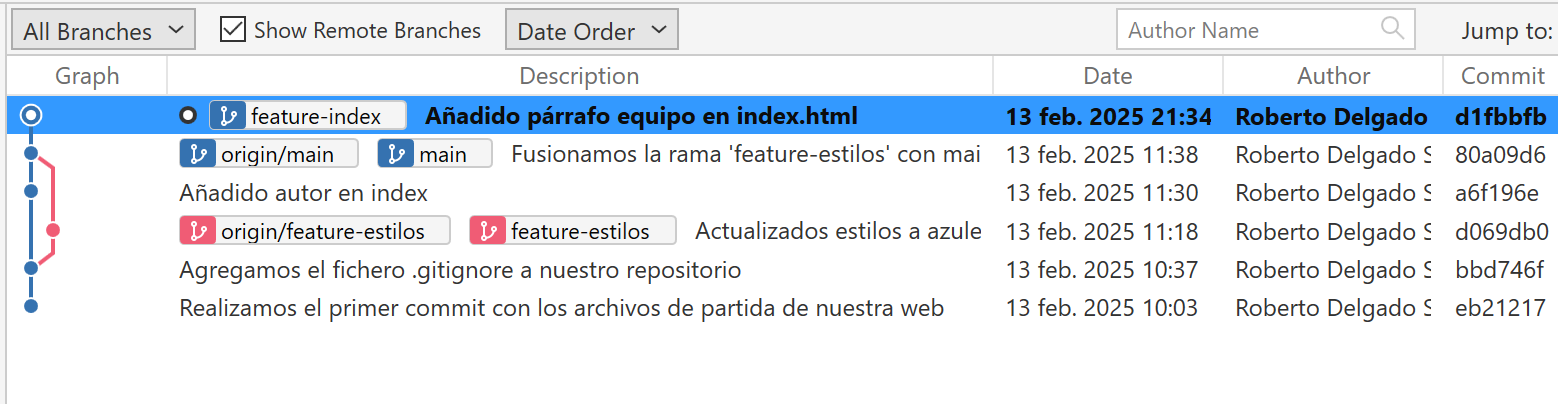 All Branches Show Remote Branches Date Order Author Name Jump to:
Graph Description Date Author Commit
feature-index Añadido párrafo equipo en index.html 13 feb. 2025 21:34 Roberto Delgado d1fbbfb
origin/main main Fusionamos la rama 'feature-estilos' con mai 13 feb. 2025 11:38 Roberto Delgado S 80a09d6
Añadido autor en index 13 feb. 2025 11:30 Roberto Delgado S a6f196e
origin/feature-estilos feature-estilos Actualizados estilos a azule 13 feb. 2025 11:18 Roberto Delgado S d069db0
Agregamos el fichero .gitignore a nuestro repositorio 13 feb. 2025 10:37 Roberto Delgado S bbd746f
Realizamos el primer commit con los archivos de partida de nuestra web 13 feb. 2025 10:03 Roberto Delgado S eb21217